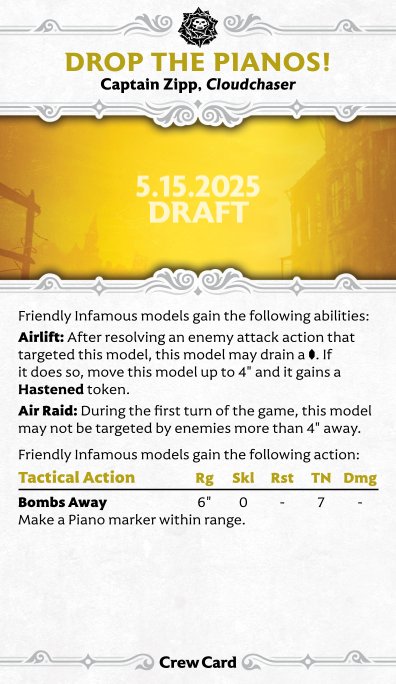 DROP THE PIANOS!
Captain Zipp, Cloudchaser
5.15.2025
DRAFT
Friendly Infamous models gain the following abilities:
Airlift: After resolving an enemy attack action that
targeted this model, this model may drain a . If
it does so, move this model up to 4" and it gains a
Hastened token.
Air Raid: During the first turn of the game, this model
may not be targeted by enemies more than 4" away.
Friendly Infamous models gain the following action:
Tactical Action Rg Skl Rst TN Dmg
Bombs Away 6" 0 - 7 -
Make a Piano marker within range.
Crew Card